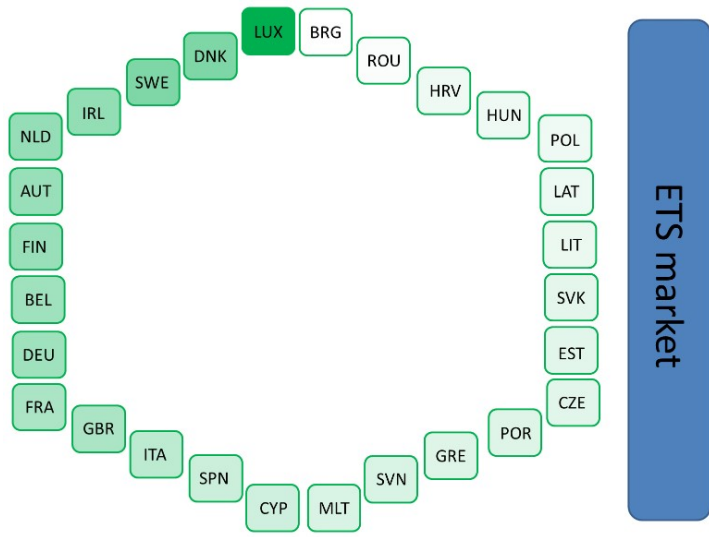 LUX
BRG
ROU
HRV
HUN
POL
LAT
LIT
SVK
EST
CZE
POR
GRE
SVN
MLT
CYP
SPN
ITA
GBR
FRA
DEU
BEL
FIN
AUT
NLD
IRL
SWE
DNK
ETS market